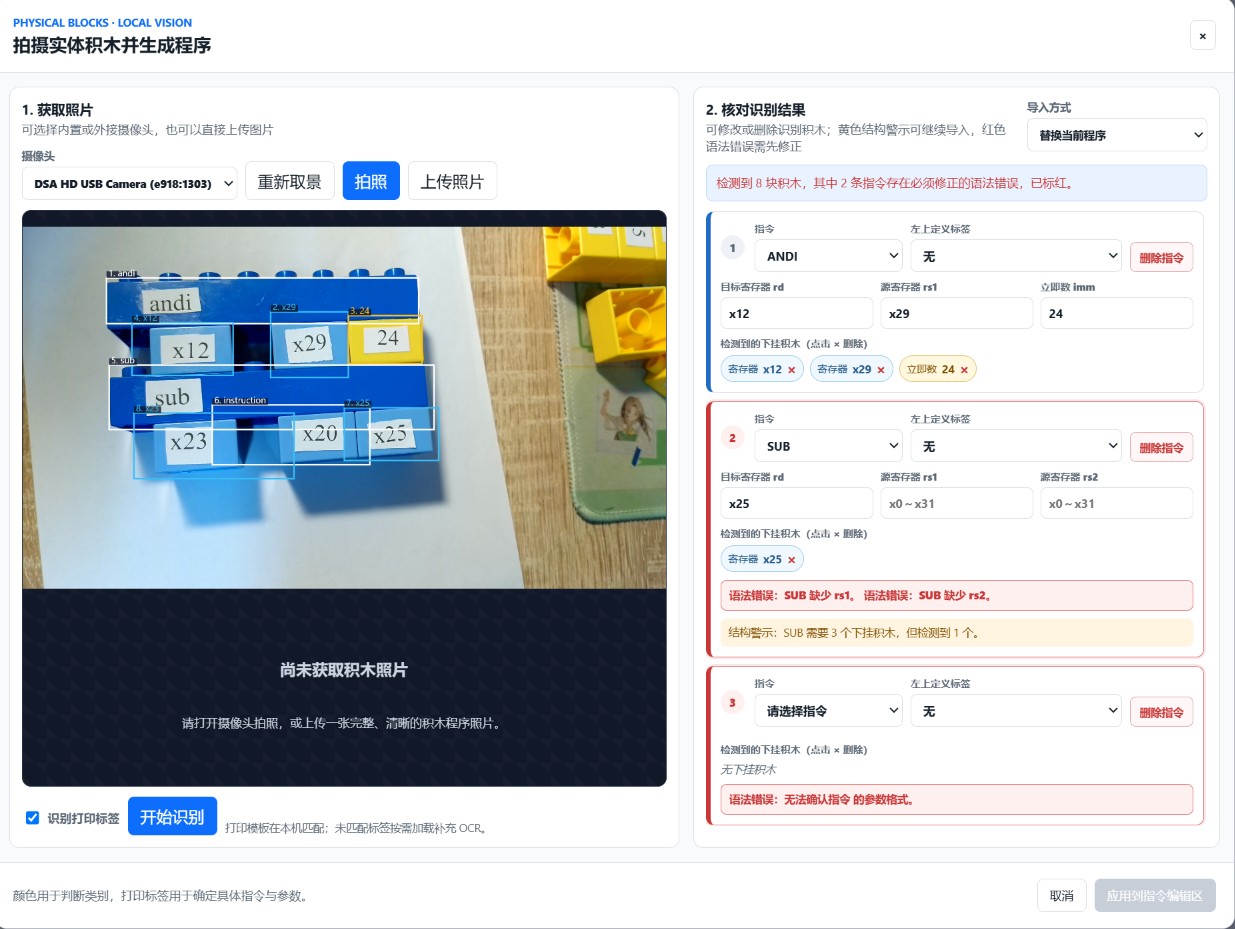 PHYSICAL BLOCKS · LOCAL VISION
拍摄实体积木并生成程序
×
1. 获取照片
可选择内置或外接摄像头，也可以直接上传图片
摄像头
DSA HD USB Camera (e918:1303)
重新取景
拍照
上传照片
1. andi
andi
2. x29
3. 24
4. x12
x12
x29
24
5. sub
sub
6. instruction
7. x25
8. x23
x23
x20
x25
尚未获取积木照片
请打开摄像头拍照，或上传一张完整、清晰的积木程序照片。
识别打印标签
开始识别
打印模板在本机匹配；未匹配标签按需加载补充 OCR。
2. 核对识别结果
可修改或删除识别积木；黄色结构警示可继续导入，红色
语法错误需先修正
导入方式
替换当前程序
检测到 8 块积木，其中 2 条指令存在必须修正的语法错误，已标红。
1
指令
ANDI
左上定义标签
无
删除指令
目标寄存器 rd
源寄存器 rs1
立即数 imm
x12
x29
24
检测到的下挂积木（点击 × 删除）
寄存器 x12 ×
寄存器 x29 ×
立即数 24 ×
2
指令
SUB
左上定义标签
无
删除指令
目标寄存器 rd
源寄存器 rs1
源寄存器 rs2
x25
x0～x31
x0～x31
检测到的下挂积木（点击 × 删除）
寄存器 x25 ×
语法错误：SUB 缺少 rs1。 语法错误：SUB 缺少 rs2。
结构警示：SUB 需要 3 个下挂积木，但检测到 1 个。
3
指令
请选择指令
左上定义标签
无
删除指令
检测到的下挂积木（点击 × 删除）
无下挂积木
语法错误：无法确认指令 的参数格式。
颜色用于判断类别，打印标签用于确定具体指令与参数。
取消
应用到指令编辑区